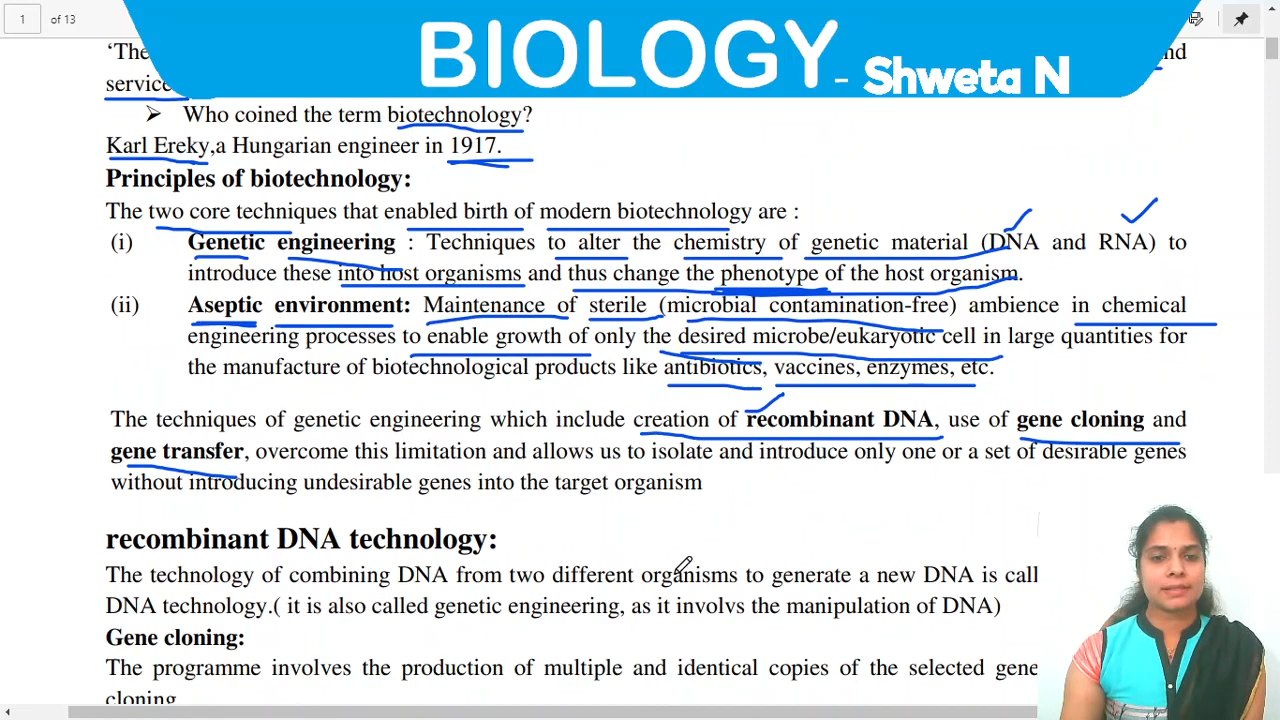 1 of 13
BIOLOGY - Shweta N
‘The nd
service
➢ Who coined the term biotechnology?
Karl Ereky,a Hungarian engineer in 1917.
Principles of biotechnology:
The two core techniques that enabled birth of modern biotechnology are :
(i) Genetic engineering : Techniques to alter the chemistry of genetic material (DNA and RNA) to
introduce these into host organisms and thus change the phenotype of the host organism.
(ii) Aseptic environment: Maintenance of sterile (microbial contamination-free) ambience in chemical
engineering processes to enable growth of only the desired microbe/eukaryotic cell in large quantities for
the manufacture of biotechnological products like antibiotics, vaccines, enzymes, etc.
The techniques of genetic engineering which include creation of recombinant DNA, use of gene cloning and
gene transfer, overcome this limitation and allows us to isolate and introduce only one or a set of desirable genes
without introducing undesirable genes into the target organism
recombinant DNA technology:
The technology of combining DNA from two different organisms to generate a new DNA is call
DNA technology.( it is also called genetic engineering, as it involvs the manipulation of DNA)
Gene cloning:
The programme involves the production of multiple and identical copies of the selected gene
cloning